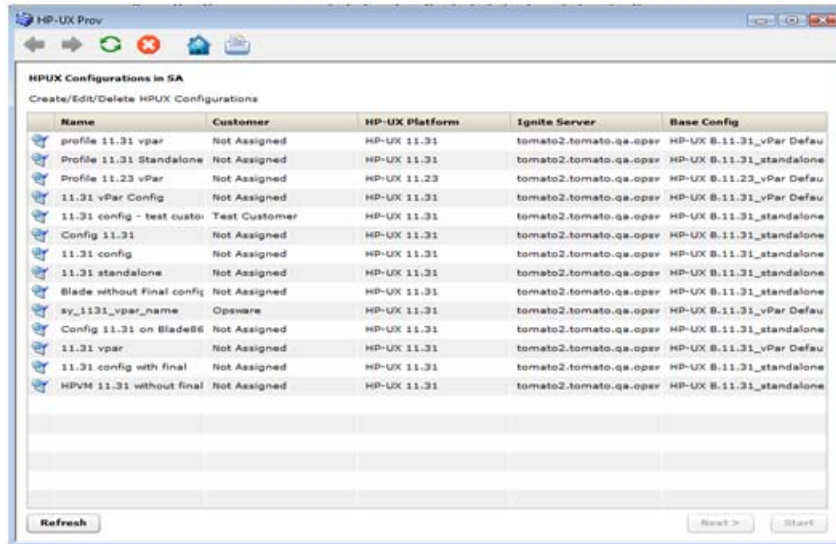 HP-UX Prov
HPUX Configurations in SA
Create/Edit/Delete HPUX Configurations
Name Customer HP-UX Platform Ignite Server Base Config
profile 11.31 vpar Not Assigned HP-UX 11.31 tomato2.tomato.qa.opsv HP-UX B.11.31_vPar Defau
Profile 11.31 Standalone Not Assigned HP-UX 11.31 tomato2.tomato.qa.opsv HP-UX B.11.31_standalone
Profile 11.23 vPar Not Assigned HP-UX 11.23 tomato2.tomato.qa.opsv HP-UX B.11.23_vPar Defau
11.31 vPar Config Not Assigned HP-UX 11.31 tomato2.tomato.qa.opsv HP-UX B.11.31_vPar Defau
11.31 config - test custo Test Customer HP-UX 11.31 tomato2.tomato.qa.opsv HP-UX B.11.31_standalone
Config 11.31 Not Assigned HP-UX 11.31 tomato2.tomato.qa.opsv HP-UX B.11.31_standalone
11.31 config Not Assigned HP-UX 11.31 tomato2.tomato.qa.opsv HP-UX B.11.31_standalone
11.31 standalone Not Assigned HP-UX 11.31 tomato2.tomato.qa.opsv HP-UX B.11.31_standalone
Blade without Final config Not Assigned HP-UX 11.31 tomato2.tomato.qa.opsv HP-UX B.11.31_standalone
sy_1131_vpar_name Opsware HP-UX 11.31 tomato2.tomato.qa.opsv HP-UX B.11.31_vPar Defau
Config 11.31 on Blade86 Not Assigned HP-UX 11.31 tomato2.tomato.qa.opsv HP-UX B.11.31_standalone
11.31 vpar Not Assigned HP-UX 11.31 tomato2.tomato.qa.opsv HP-UX B.11.31_vPar Defau
11.31 config with final Not Assigned HP-UX 11.31 tomato2.tomato.qa.opsv HP-UX B.11.31_standalone
HPVM 11.31 without final Not Assigned HP-UX 11.31 tomato2.tomato.qa.opsv HP-UX B.11.31_standalone
Refresh Next > Start